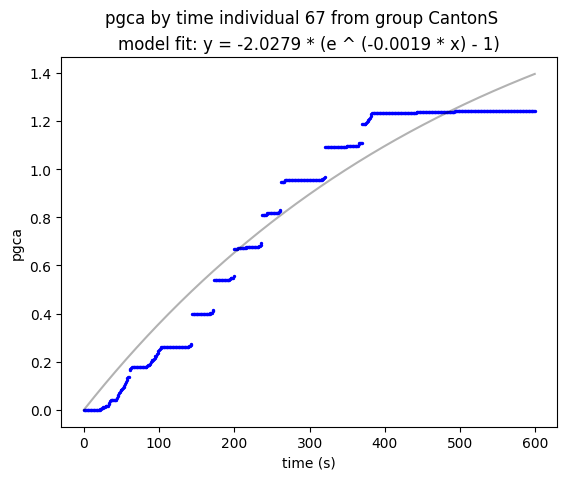 pgca by time individual 67 from group CantonS
model fit: y = -2.0279 * (e ^ (-0.0019 * x) - 1)
1.4
1.2
1.0
0.8
0.6
0.4
0.2
0.0
pgca
0 100 200 300 400 500 600
time (s)